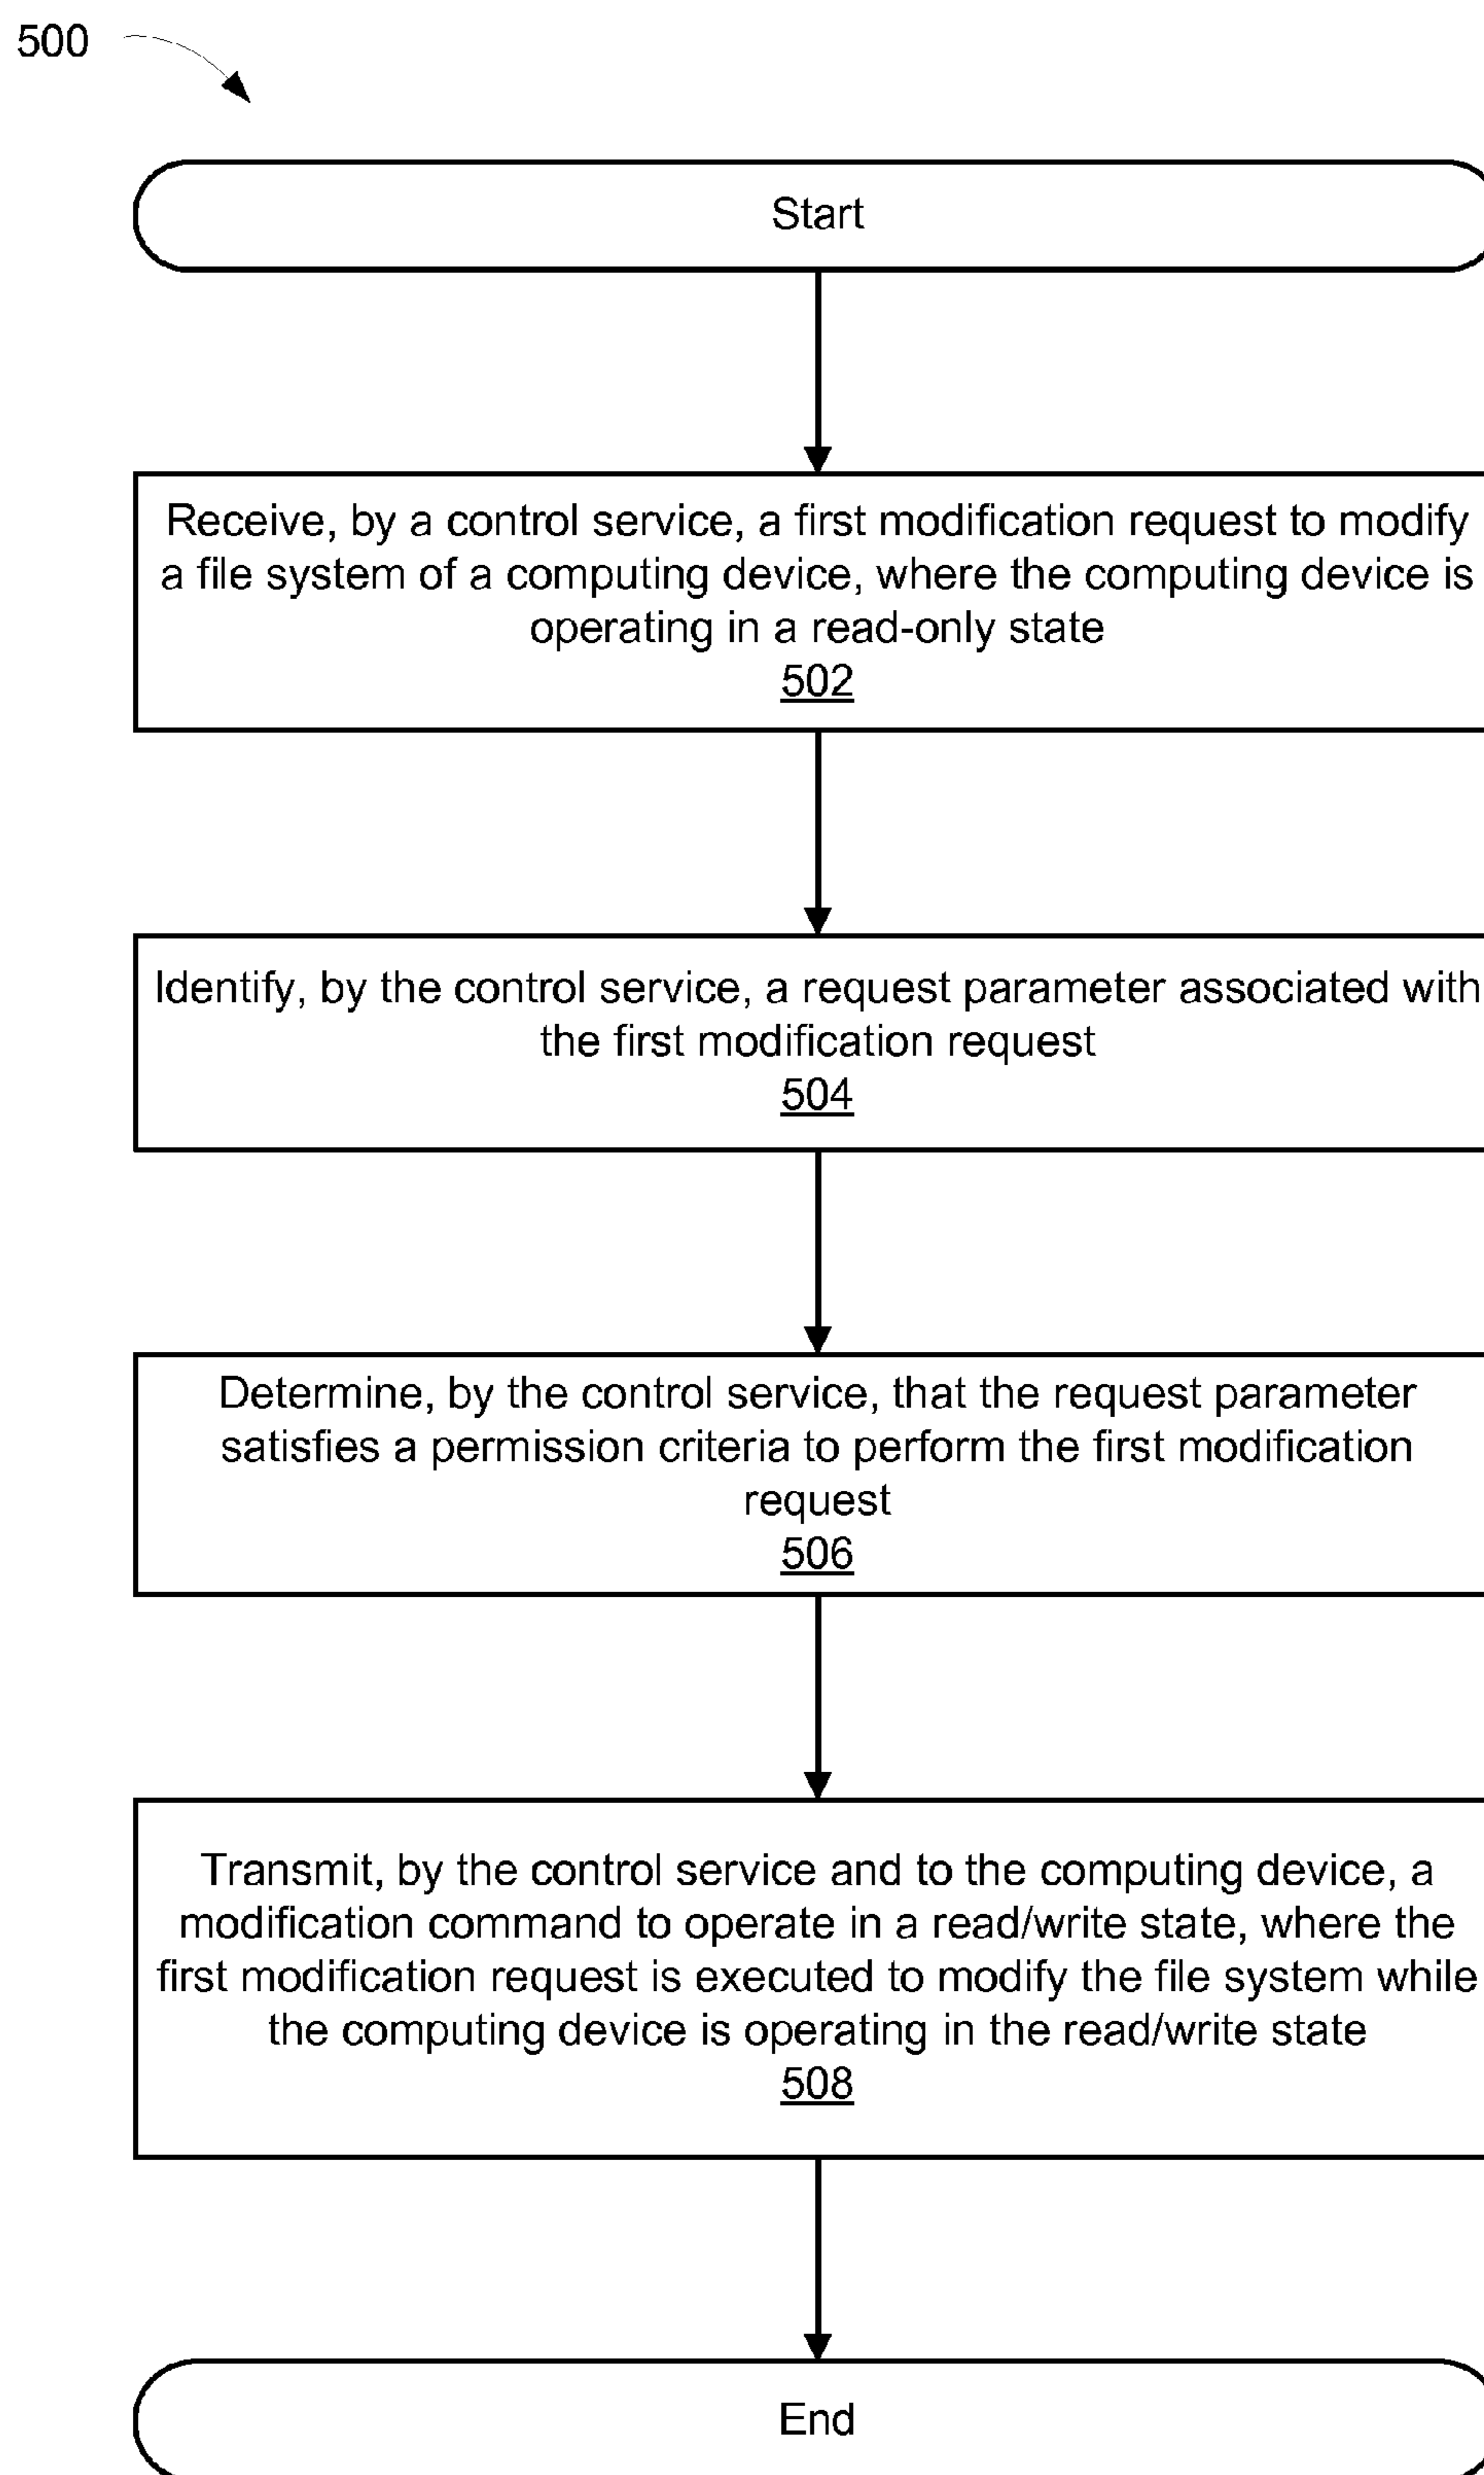 500
Start
Receive, by a control service, a first modification request to modify
a file system of a computing device, where the computing device is
operating in a read-only state
502
Identify, by the control service, a request parameter associated with
the first modification request
504
Determine, by the control service, that the request parameter
satisfies a permission criteria to perform the first modification
request
506
Transmit, by the control service and to the computing device, a
modification command to operate in a read/write state, where the
first modification request is executed to modify the file system while
the computing device is operating in the read/write state
508
End